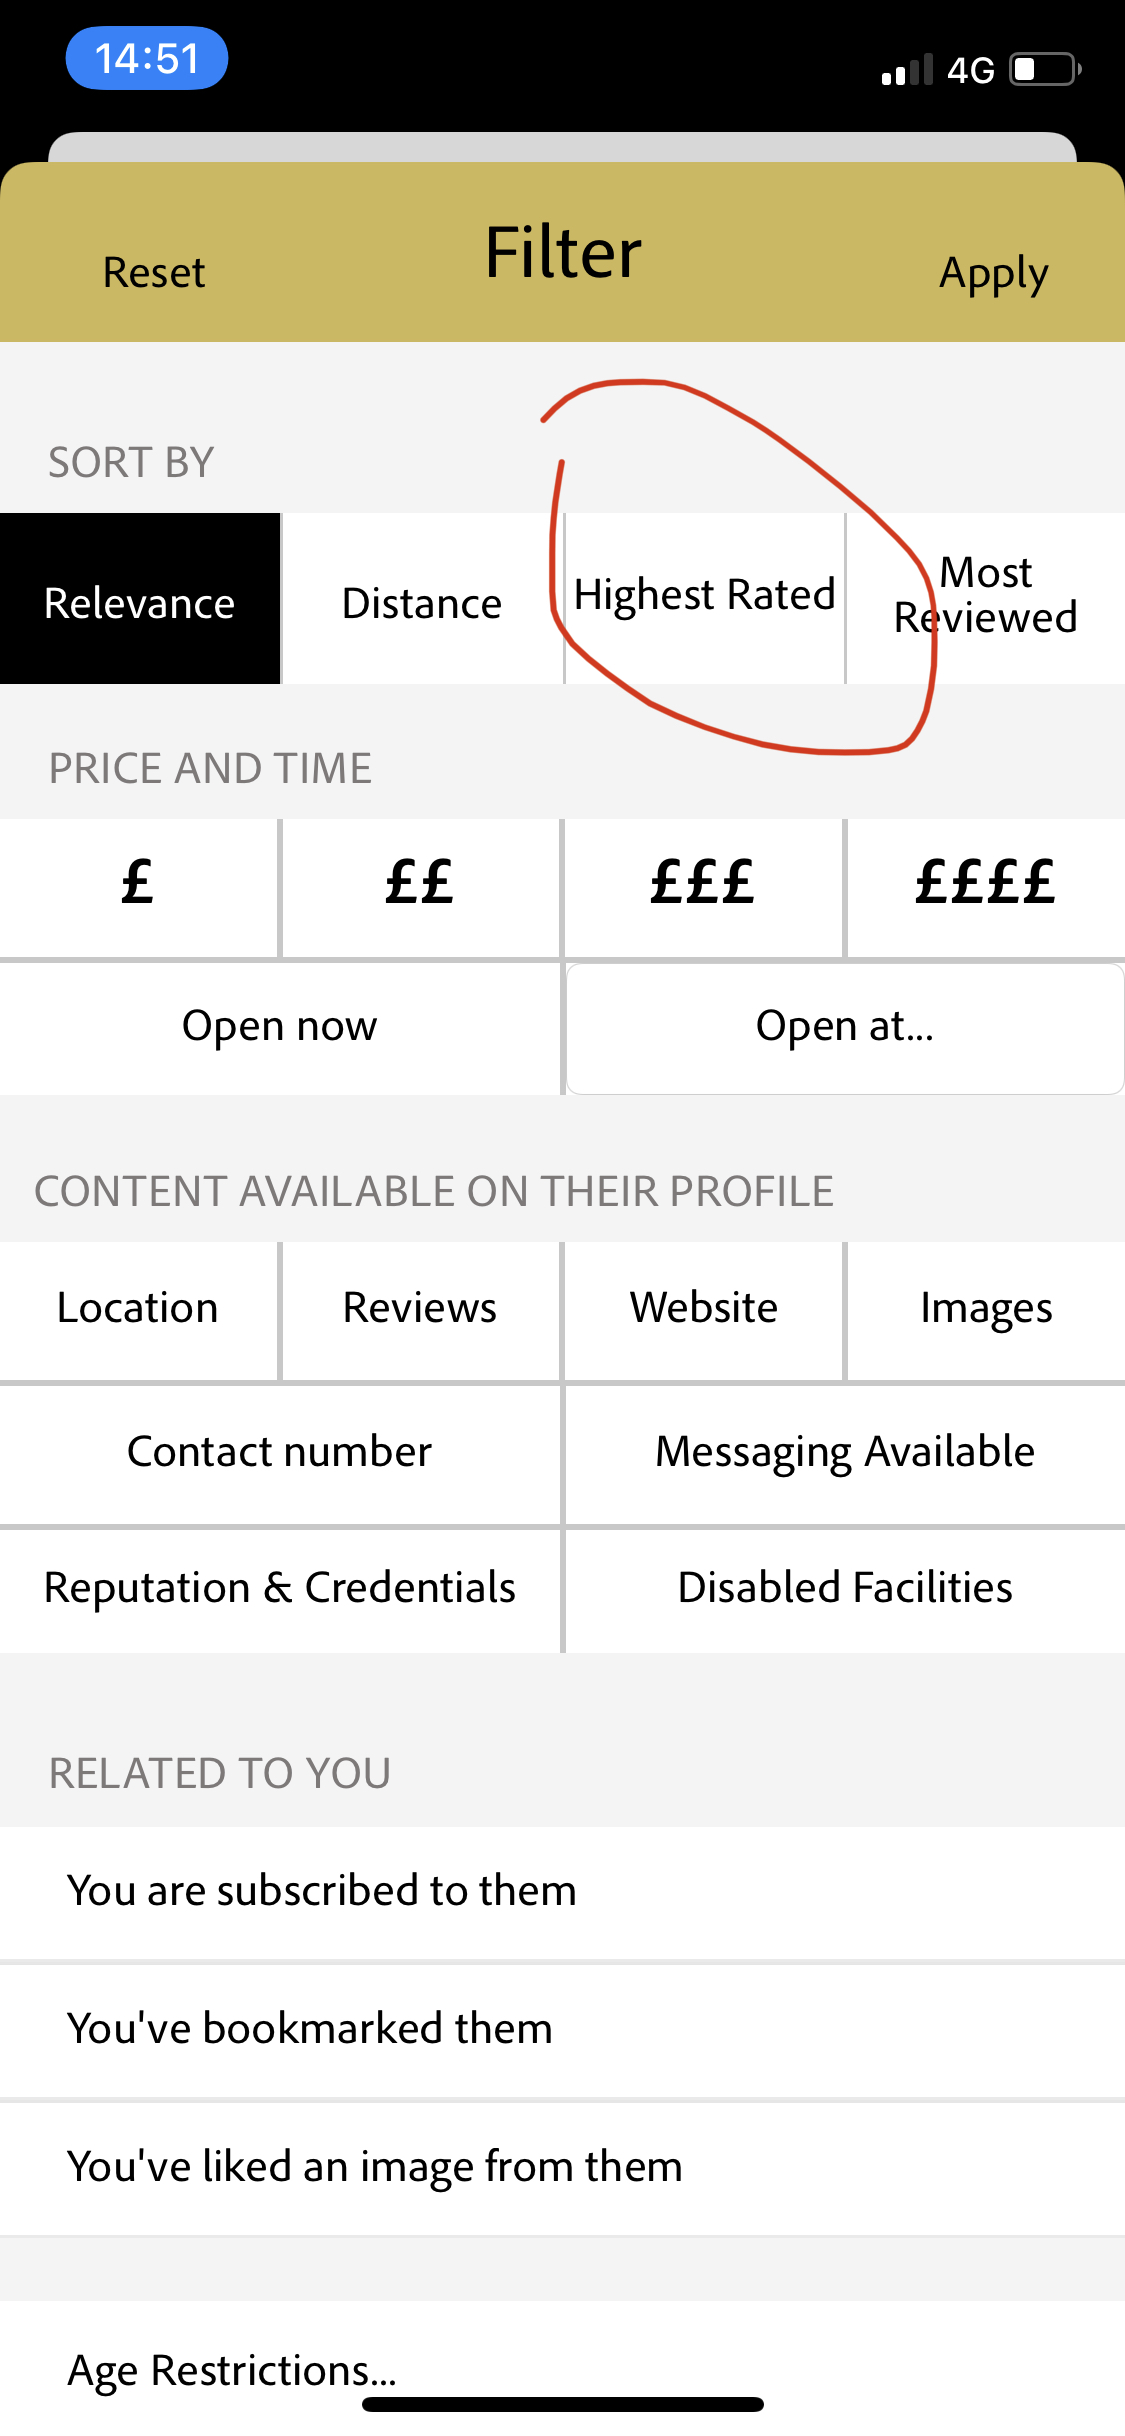 14:51 4G
Reset Filter Apply
SORT BY
Relevance Distance Highest Rated Most Reviewed
PRICE AND TIME
£ ££ £££ ££££
Open now Open at...
CONTENT AVAILABLE ON THEIR PROFILE
Location Reviews Website Images
Contact number Messaging Available
Reputation & Credentials Disabled Facilities
RELATED TO YOU
You are subscribed to them
You've bookmarked them
You've liked an image from them
Age Restrictions...